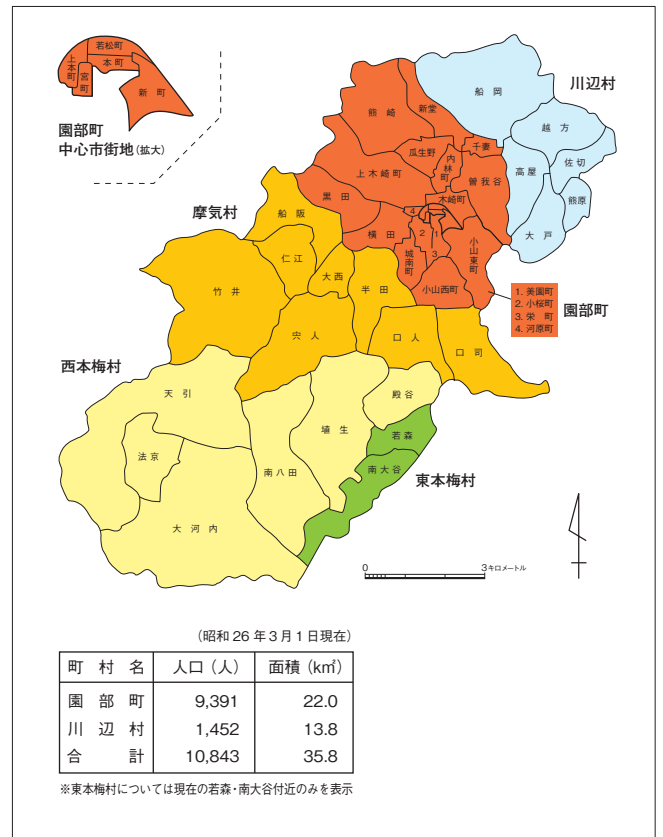 若松町
上本町
本町
宮町
新町
園部町
中心市街地(拡大)
川辺村
船岡
越方
佐切
高屋
熊原
大戸
熊崎
新堂
千妻
瓜生野
内林町
上木崎町
曽我谷
木崎町
黒田
横田
4
2
1
3
城南町
小山東町
小山西町
1. 美園町
2. 小桜町
3. 栄町
4. 河原町
園部町
摩気村
船阪
仁江
大西
竹井
半田
宍人
口人
口司
西本梅村
天引
殿谷
埴生
若森
法京
南八田
南大谷
東本梅村
大河内
0 3キロメートル
(昭和26年3月1日現在)
町村名 人口(人) 面積(㎢)
園部町 9,391 22.0
川辺村 1,452 13.8
合計 10,843 35.8
※東本梅村については現在の若森・南大谷付近のみを表示